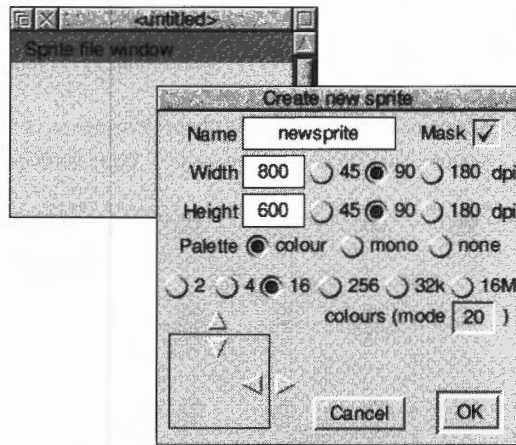 <untitled>
Sprite file window
Create new sprite
Name newsprite Mask
Width 800 45 90 180 dpi
Height 600 45 90 180 dpi
Palette colour mono none
2 4 16 256 32k 16M
colours (mode 20 )
Cancel OK